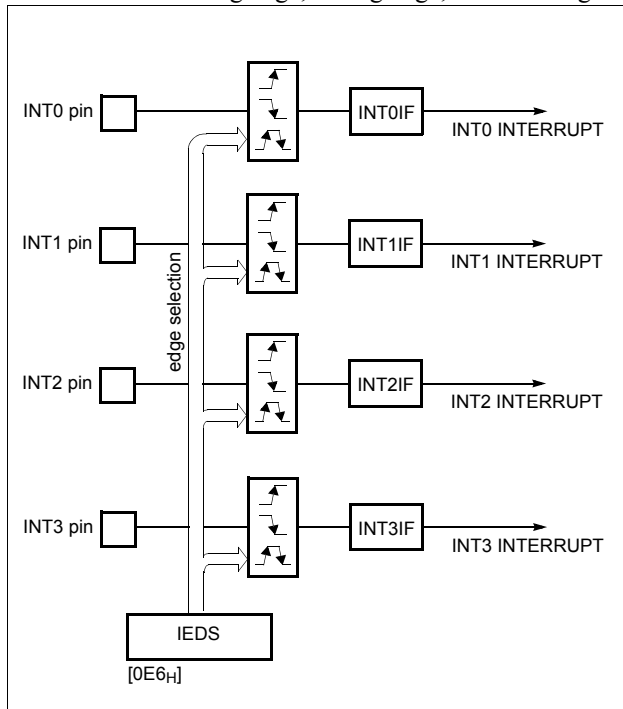 INT0 pin
INT0IF
INT0 INTERRUPT
INT1 pin
INT1IF
INT1 INTERRUPT
edge selection
INT2 pin
INT2IF
INT2 INTERRUPT
INT3 pin
INT3IF
INT3 INTERRUPT
IEDS
[0E6H]